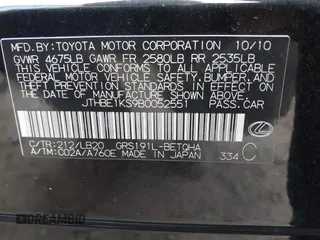 MFD. BY: TOYOTA MOTOR CORPORATION 10/10
GVWR 4675LB GAWR FR 2580LB RR 2535LB
THIS VEHICLE CONFORMS TO ALL APPLICABLE
FEDERAL MOTOR VEHICLE SAFETY, BUMPER, AND
THEFT PREVENTION STANDARDS IN EFFECT ON
THE DATE OF MANUFACTURE SHOWN ABOVE.
JTHBE1KS9B0052551 PASS. CAR
C/TR:212/LB20 GRS191L-BETQHA
A/TM:C02A/A760E MADE IN JAPAN 334 C
AUTOBIDMASTER